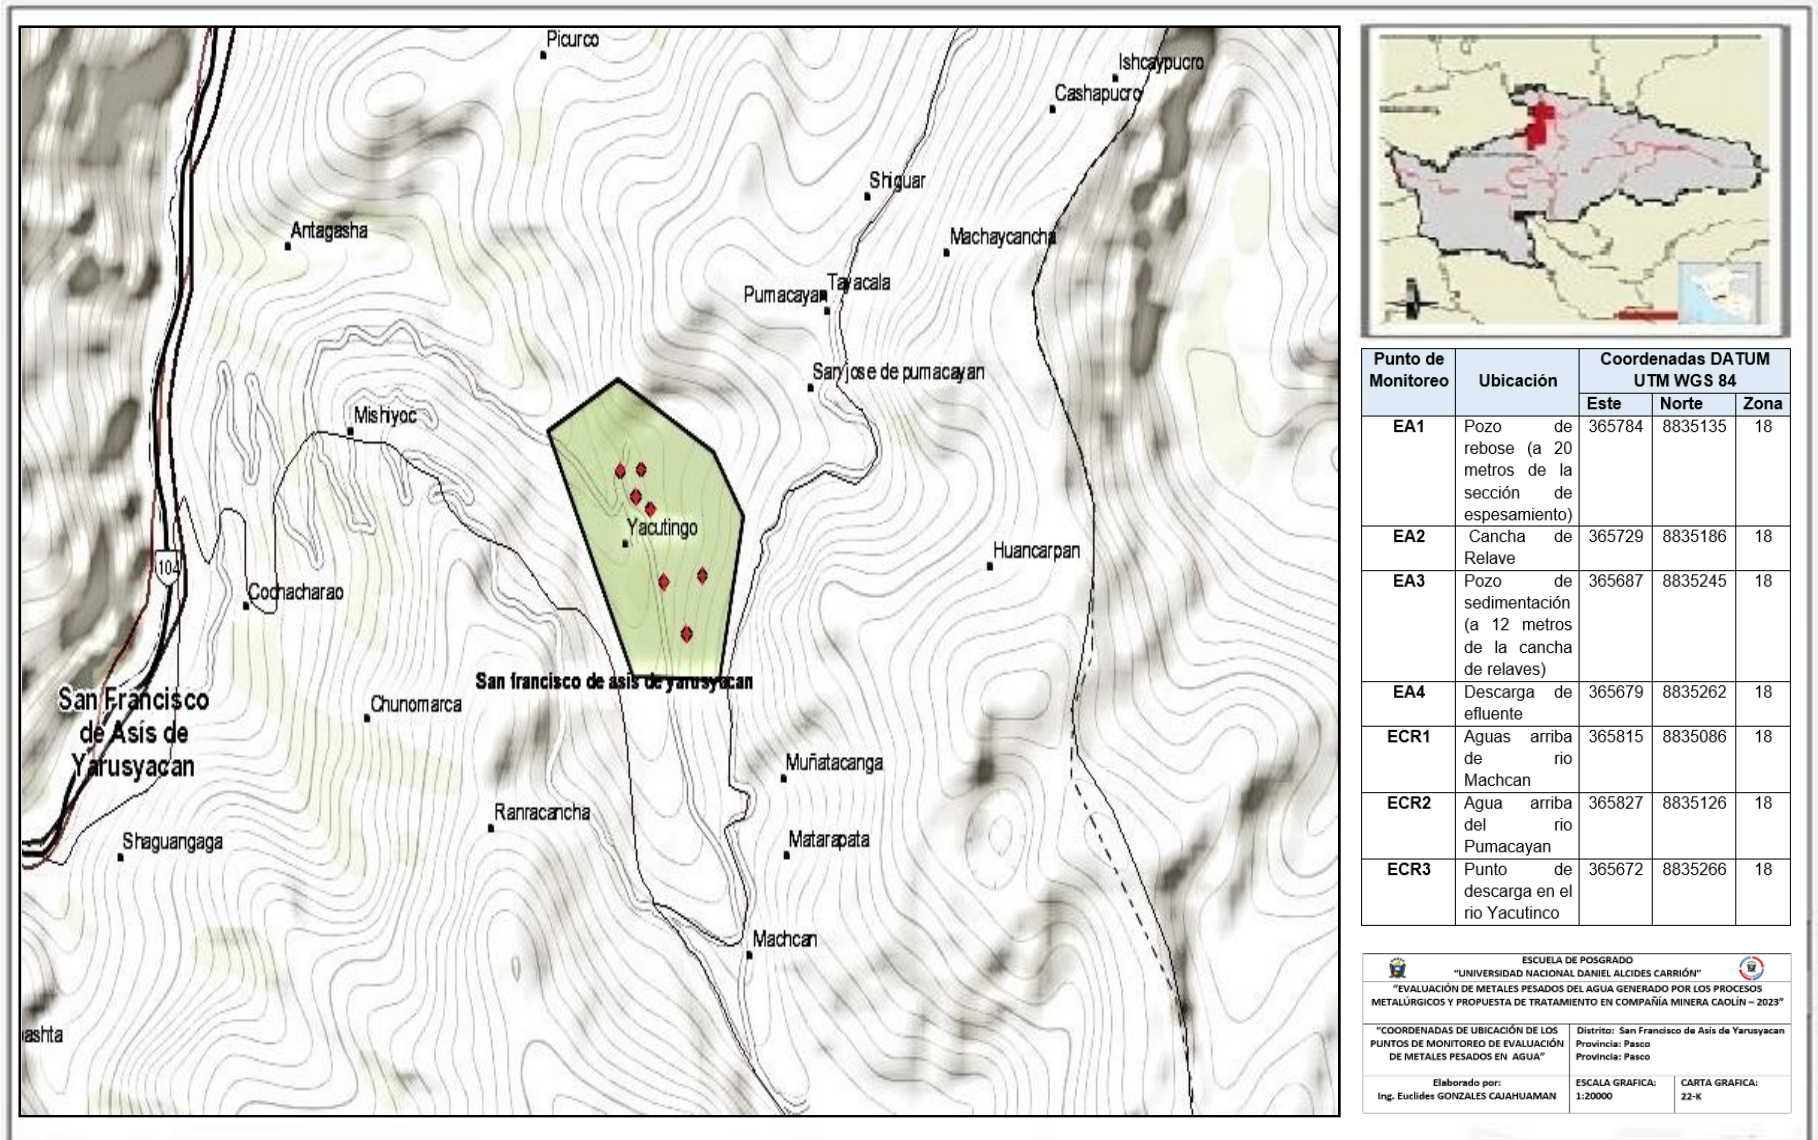 Picurco
Ishcaypucro
Cashapucro
Shiguar
Antagasha
Machaycancha
Tayacala
Pumacayan
San jose de pumacayan
Mishiyoc
Yacutingo
Huancarpan
104
Cochacharao
San francisco de asis de yarusyacan
San Francisco
de Asís de
Yarusyacan
Chunomarca
Muñatacanga
Ranracancha
Matarapata
Shaguangaga
Machcan
ashta
Punto de Monitoreo
Ubicación
Coordenadas DATUM
UTM WGS 84
Este Norte Zona
EA1 Pozo de 365784 8835135 18
rebose (a 20
metros de la
sección de
espesamiento)
EA2 Cancha de 365729 8835186 18
Relave
EA3 Pozo de 365687 8835245 18
sedimentación
(a 12 metros
de la cancha
de relaves)
EA4 Descarga de 365679 8835262 18
efluente
ECR1 Aguas arriba 365815 8835086 18
de rio
Machcan
ECR2 Agua arriba 365827 8835126 18
del rio
Pumacayan
ECR3 Punto de 365672 8835266 18
descarga en el
rio Yacutinco
ESCUELA DE POSGRADO
“UNIVERSIDAD NACIONAL DANIEL ALCIDES CARRIÓN”
“EVALUACIÓN DE METALES PESADOS DEL AGUA GENERADO POR LOS PROCESOS
METALÚRGICOS Y PROPUESTA DE TRATAMIENTO EN COMPAÑÍA MINERA CAOLÍN – 2023”
“COORDENADAS DE UBICACIÓN DE LOS
PUNTOS DE MONITOREO DE EVALUACIÓN
DE METALES PESADOS EN AGUA”
Distrito: San Francisco de Asís de Yarusyacan
Provincia: Pasco
Provincia: Pasco
Elaborado por:
Ing. Euclides GONZALES CAJAHUAMAN
ESCALA GRAFICA:
1:20000
CARTA GRAFICA:
22-K